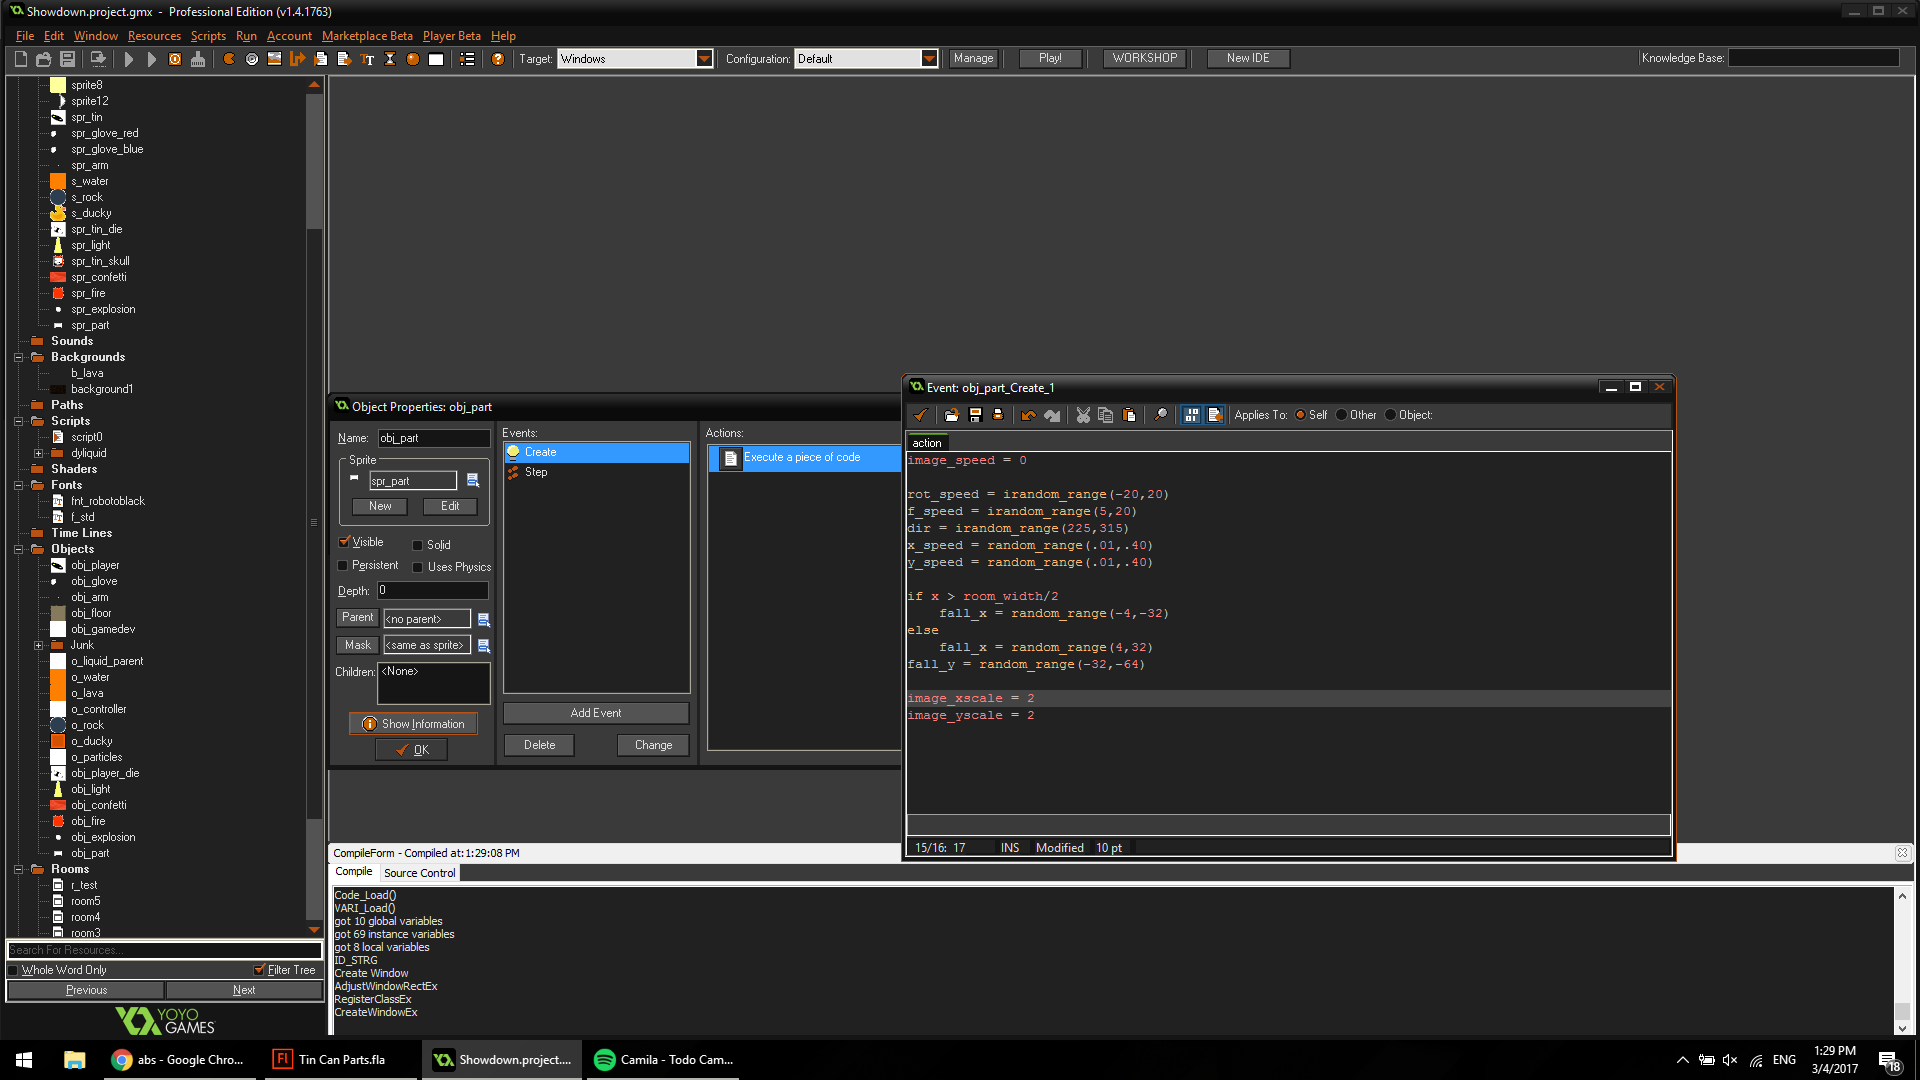 Showdown.project.gmx - Professional Edition (v1.4.1763)
File Edit Window Resources Scripts Run Account Marketplace Beta Player Beta Help
Target: Windows Configuration: Default Manage Play! WORKSHOP New IDE Knowledge Base:
sprite8
sprite12
spr_tin
spr_glove_red
spr_glove_blue
spr_arm
s_water
s_rock
s_ducky
spr_tin_die
spr_light
spr_tin_skull
spr_confetti
spr_fire
spr_explosion
spr_part
Sounds
Backgrounds
b_lava
background1
Paths
Scripts
script0
dyliquid
Shaders
Fonts
fnt_robotoblack
f_std
Time Lines
Objects
obj_player
obj_glove
obj_arm
obj_floor
obj_gamedev
Junk
o_liquid_parent
o_water
o_lava
o_controller
o_rock
o_ducky
o_particles
obj_player_die
obj_light
obj_confetti
obj_fire
obj_explosion
obj_part
Rooms
r_test
room5
room4
room3
Search For Resources...
Whole Word Only Filter Tree
Previous Next
YOYO
GAMES
Object Properties: obj_part
Name: obj_part
Sprite
spr_part
New Edit
Visible Solid
Persistent Uses Physics
Depth: 0
Parent <no parent>
Mask <same as sprite>
Children: <None>
Show Information
OK
Events:
Create
Step
Add Event
Delete Change
Actions:
Execute a piece of code
Event: obj_part_Create_1
Applies To: Self Other Object:
action
image_speed = 0
rot_speed = irandom_range(-20,20)
f_speed = irandom_range(5,20)
dir = irandom_range(225,315)
x_speed = random_range(.01,.40)
y_speed = random_range(.01,.40)
if x > room_width/2
fall_x = random_range(-4,-32)
else
fall_x = random_range(4,32)
fall_y = random_range(-32,-64)
image_xscale = 2
image_yscale = 2
15/16: 17 INS Modified 10 pt
CompileForm - Compiled at: 1:29:08 PM
Compile Source Control
Code_Load()
VARI_Load()
got 10 global variables
got 69 instance variables
got 8 local variables
ID_STRG
Create Window
AdjustWindowRectEx
RegisterClassEx
CreateWindowEx
abs - Google Chro...
Fl Tin Can Parts.fla
Showdown.project....
Camila - Todo Cam...
ENG
1:29 PM
3/4/2017
18